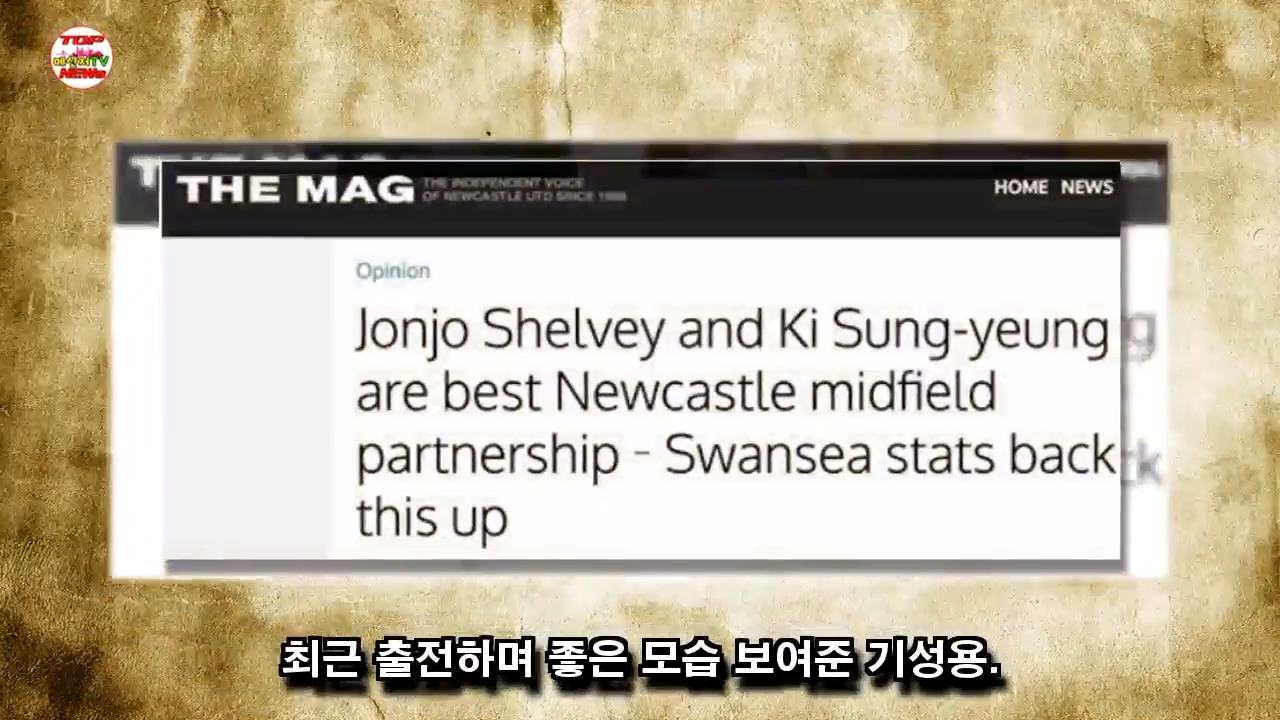 TOP
NEWs
THE MAG
THE INDEPENDENT VOICE
OF NEWCASTLE UTD SINCE 1988
HOME NEWS
Opinion
Jonjo Shelvey and Ki Sung-yeung
are best Newcastle midfield
partnership - Swansea stats back
this up
최근 출전하며 좋은 모습 보여준 기성용.